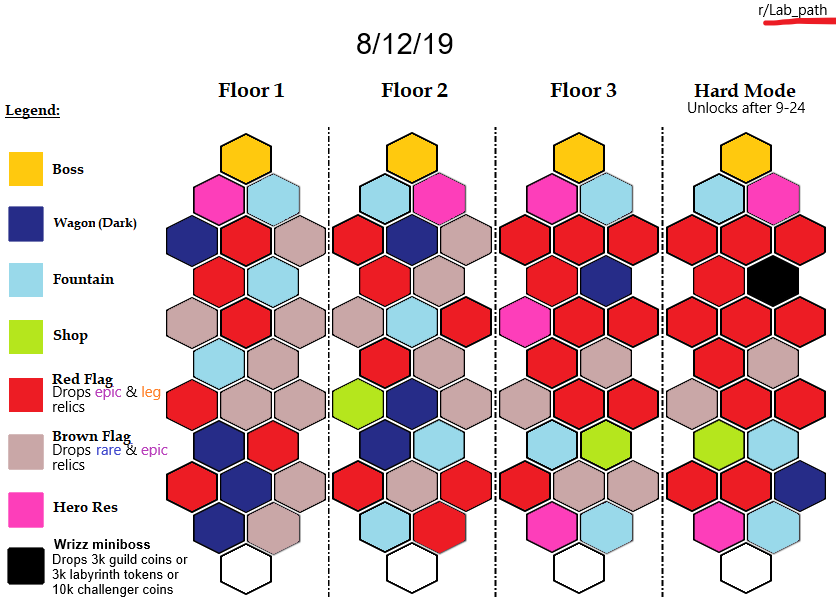 r/Lab_path
8/12/19
Floor 1
Floor 2
Floor 3
Hard Mode
Unlocks after 9-24
Legend:
Boss
Wagon (Dark)
Fountain
Shop
Red Flag
Drops epic & leg
relics
Brown Flag
Drops rare & epic
relics
Hero Res
Wrizz miniboss
Drops 3k guild coins or
3k labyrinth tokens or
10k challenger coins